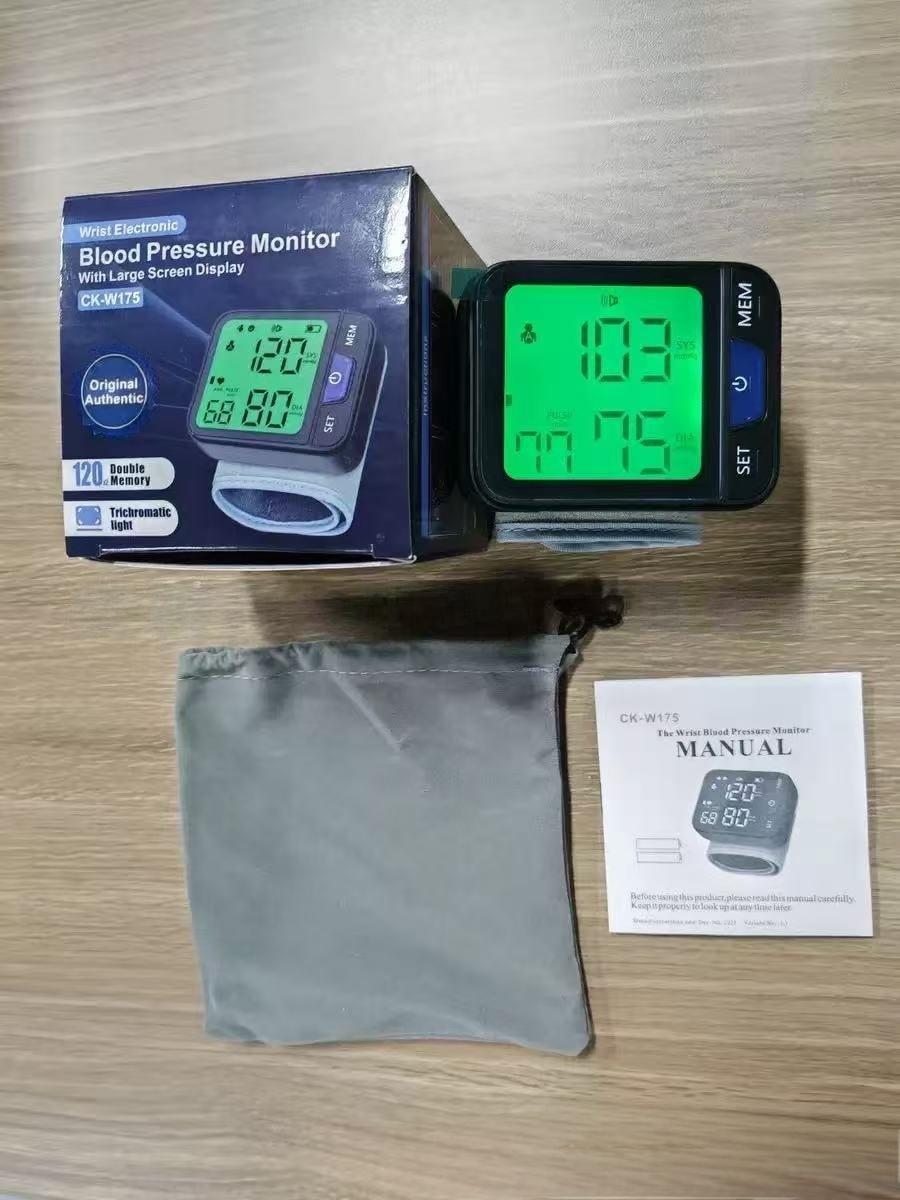 Wrist Electronic
Blood Pressure Monitor
With Large Screen Display
CK-W175
Original
Authentic
120 SYS
68 80 DIA
MEM
SET
120
Double
Memory
Trichromatic
light
Instructions
103 SYS
mmHg
PULSE
77 75 DIA
MEM
SET
CK-W175
The Wrist Blood Pressure Monitor
MANUAL
120
68 80
Before using this product,please read this manual carefully.
Keep it properly to look up at any time later.